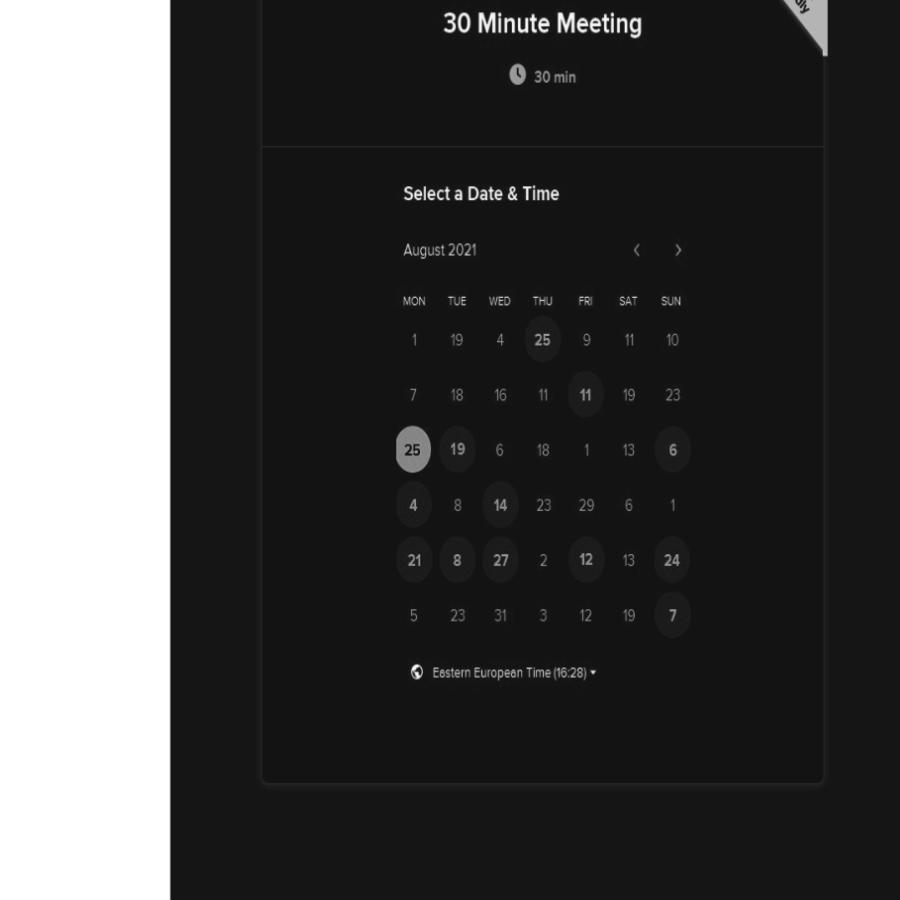 30 Minute Meeting
30 min
Select a Date & Time
August 2021
MON TUE WED THU FRI SAT SUN
1 19 4 25 9 11 10
7 18 16 11 11 19 23
25 19 6 18 1 13 6
4 8 14 23 29 6 1
21 8 27 2 12 13 24
5 23 31 3 12 19 7
Eastern European Time (16:28)